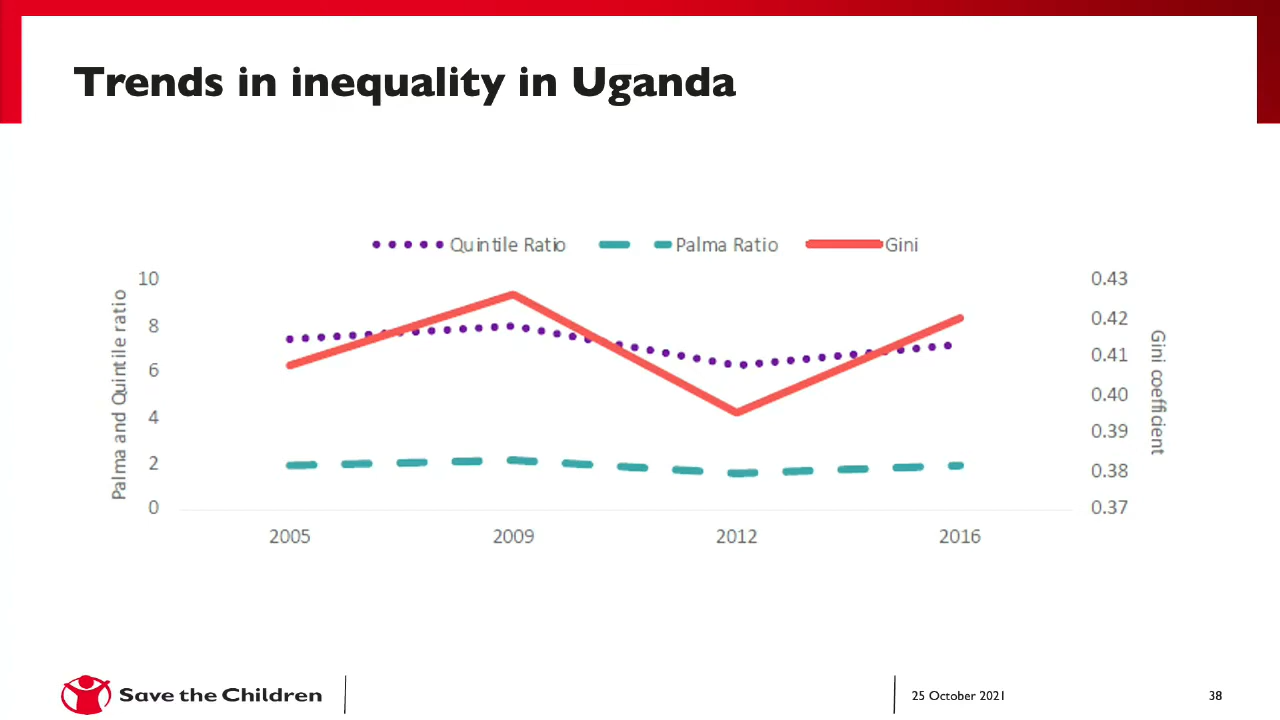 Trends in inequality in Uganda
Quintile Ratio Palma Ratio Gini
Palma and Quintile ratio
10
8
6
4
2
0
0.43
0.42
0.41
0.40
0.39
0.38
0.37
Gini coefficient
2005 2009 2012 2016
Save the Children
25 October 2021
38